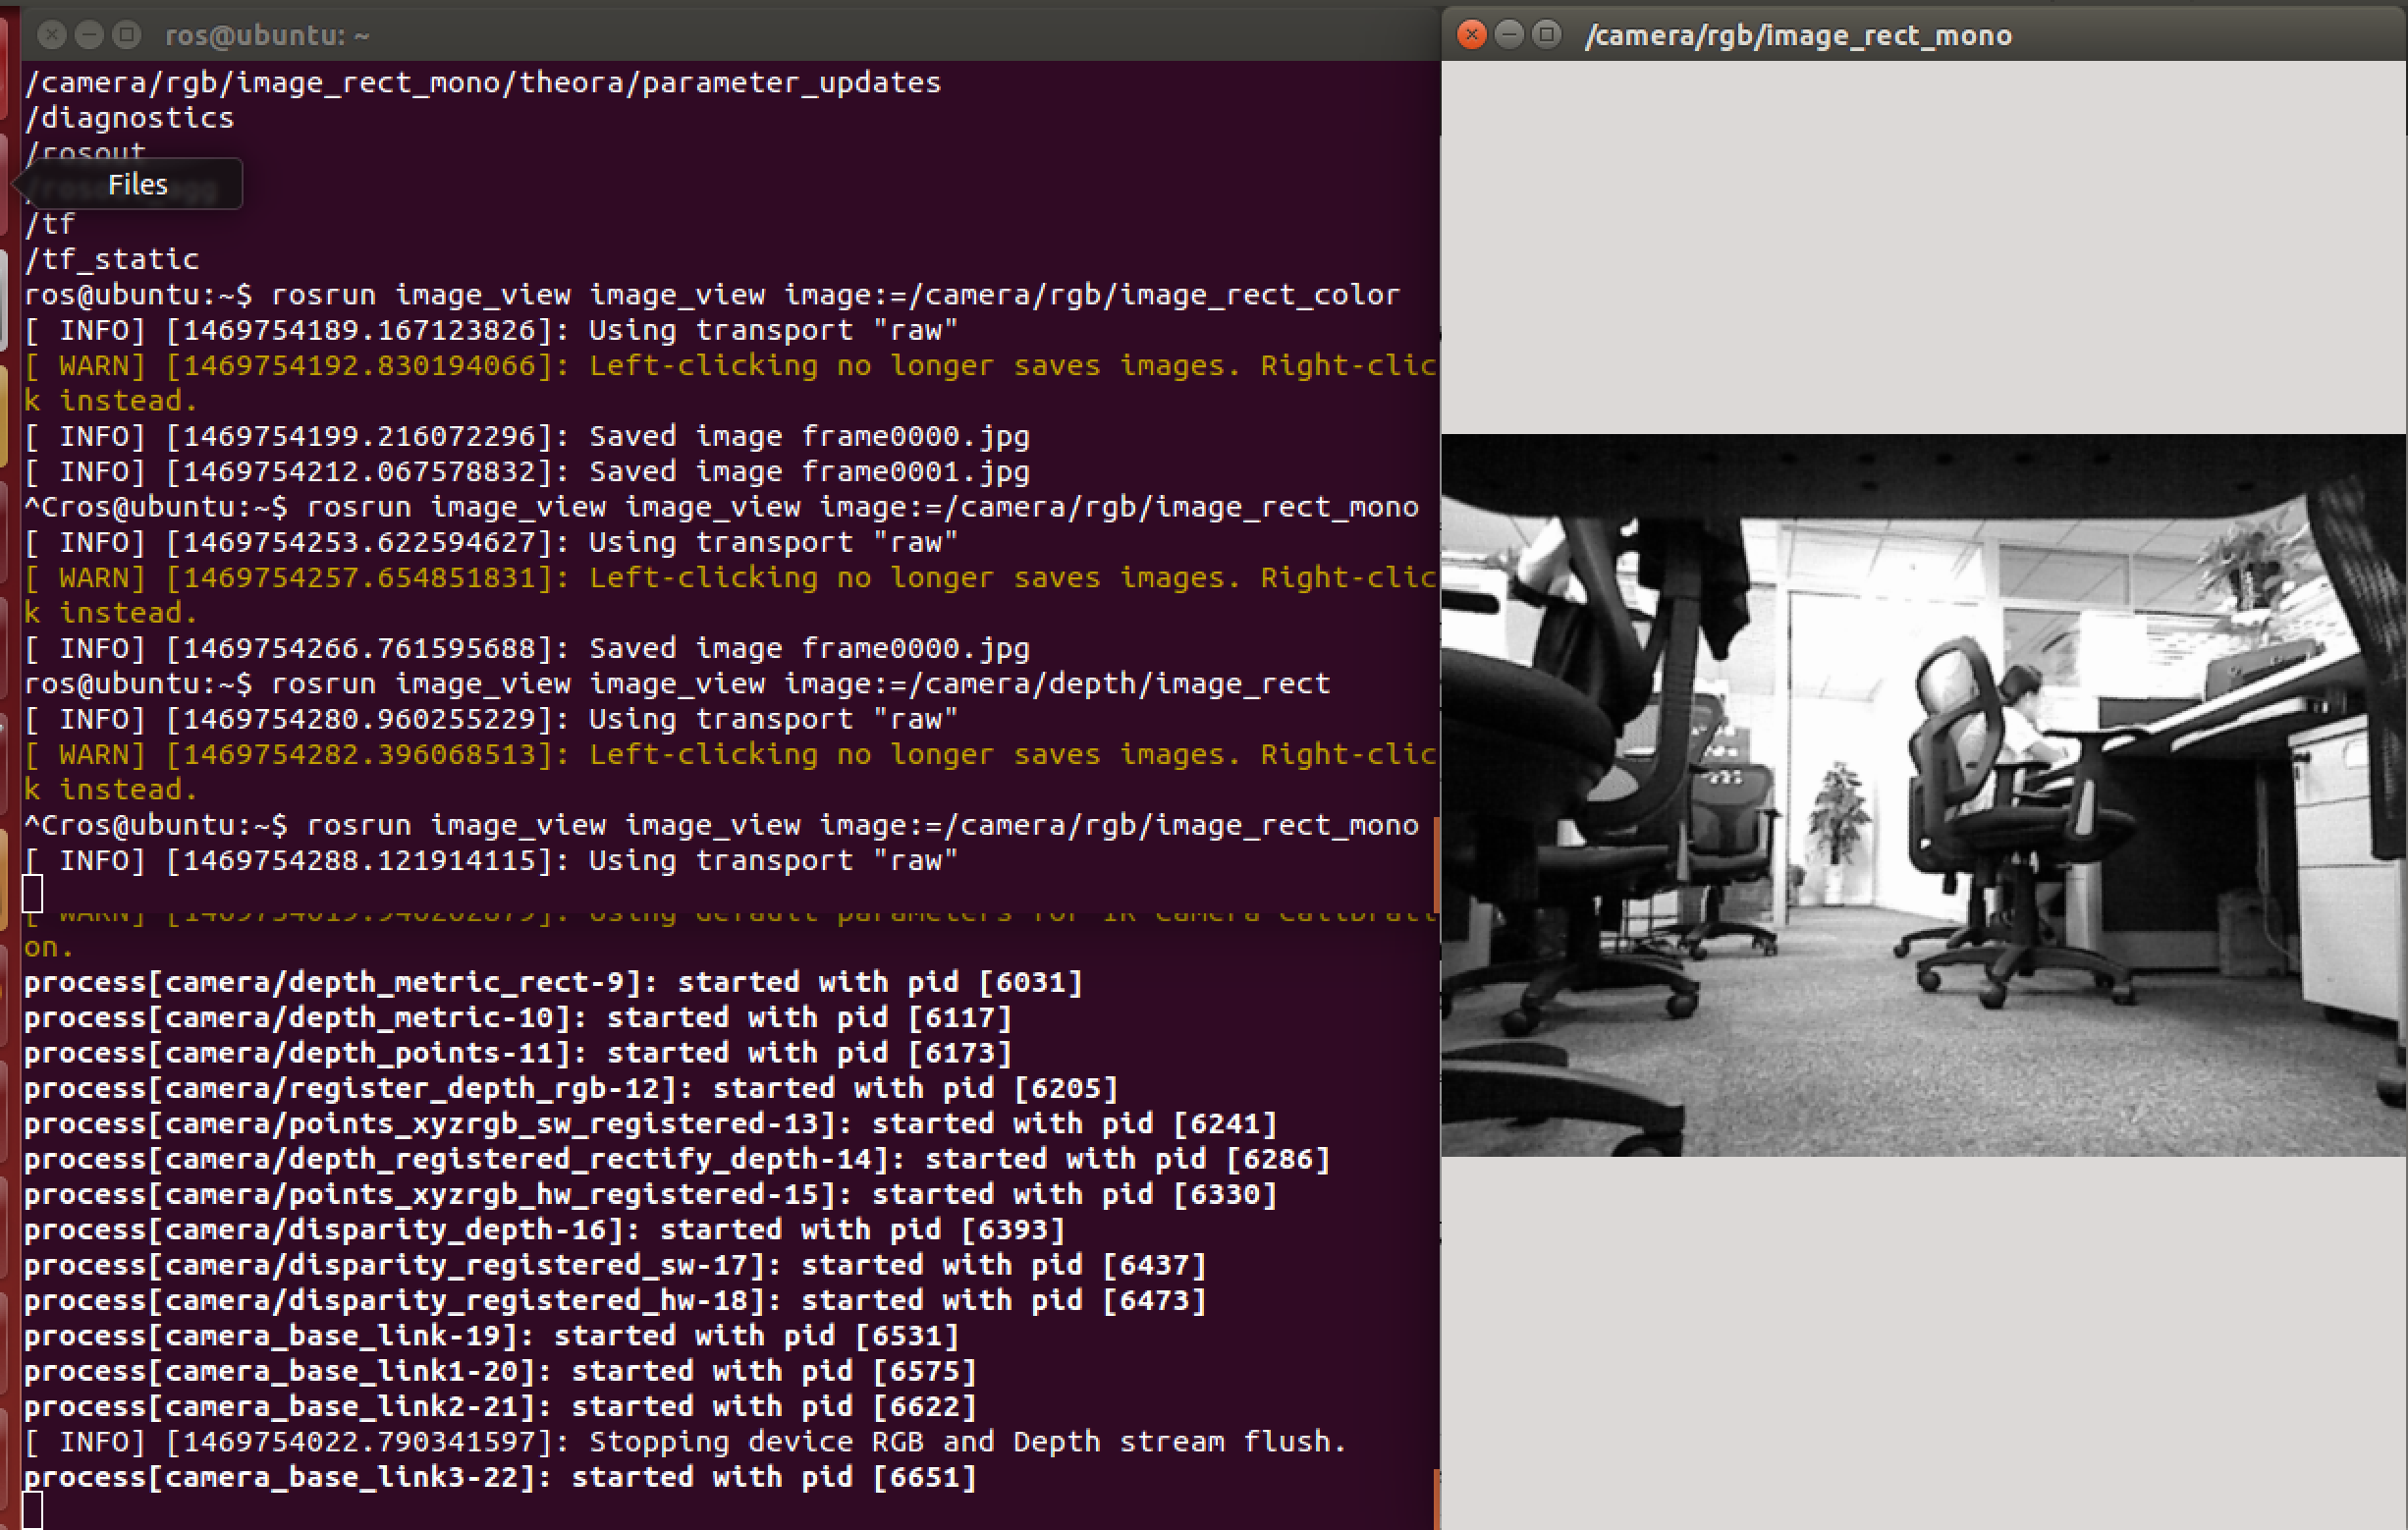 ros@ubuntu: ~
/camera/rgb/image_rect_mono/theora/parameter_updates
/diagnostics
/rosout
Files
/tf
/tf_static
ros@ubuntu:~$ rosrun image_view image_view image:=/camera/rgb/image_rect_color
[ INFO] [1469754189.167123826]: Using transport "raw"
[ WARN] [1469754192.830194066]: Left-clicking no longer saves images. Right-clic
k instead.
[ INFO] [1469754199.216072296]: Saved image frame0000.jpg
[ INFO] [1469754212.067578832]: Saved image frame0001.jpg
^Cros@ubuntu:~$ rosrun image_view image_view image:=/camera/rgb/image_rect_mono
[ INFO] [1469754253.622594627]: Using transport "raw"
[ WARN] [1469754257.654851831]: Left-clicking no longer saves images. Right-clic
k instead.
[ INFO] [1469754266.761595688]: Saved image frame0000.jpg
ros@ubuntu:~$ rosrun image_view image_view image:=/camera/depth/image_rect
[ INFO] [1469754280.960255229]: Using transport "raw"
[ WARN] [1469754282.396068513]: Left-clicking no longer saves images. Right-clic
k instead.
^Cros@ubuntu:~$ rosrun image_view image_view image:=/camera/rgb/image_rect_mono
[ INFO] [1469754288.121914115]: Using transport "raw"
[ WARN] : Using default parameters for IR camera calibrati
on.
process[camera/depth_metric_rect-9]: started with pid [6031]
process[camera/depth_metric-10]: started with pid [6117]
process[camera/depth_points-11]: started with pid [6173]
process[camera/register_depth_rgb-12]: started with pid [6205]
process[camera/points_xyzrgb_sw_registered-13]: started with pid [6241]
process[camera/depth_registered_rectify_depth-14]: started with pid [6286]
process[camera/points_xyzrgb_hw_registered-15]: started with pid [6330]
process[camera/disparity_depth-16]: started with pid [6393]
process[camera/disparity_registered_sw-17]: started with pid [6437]
process[camera/disparity_registered_hw-18]: started with pid [6473]
process[camera_base_link-19]: started with pid [6531]
process[camera_base_link1-20]: started with pid [6575]
process[camera_base_link2-21]: started with pid [6622]
[ INFO] [1469754022.790341597]: Stopping device RGB and Depth stream flush.
process[camera_base_link3-22]: started with pid [6651]
/camera/rgb/image_rect_mono